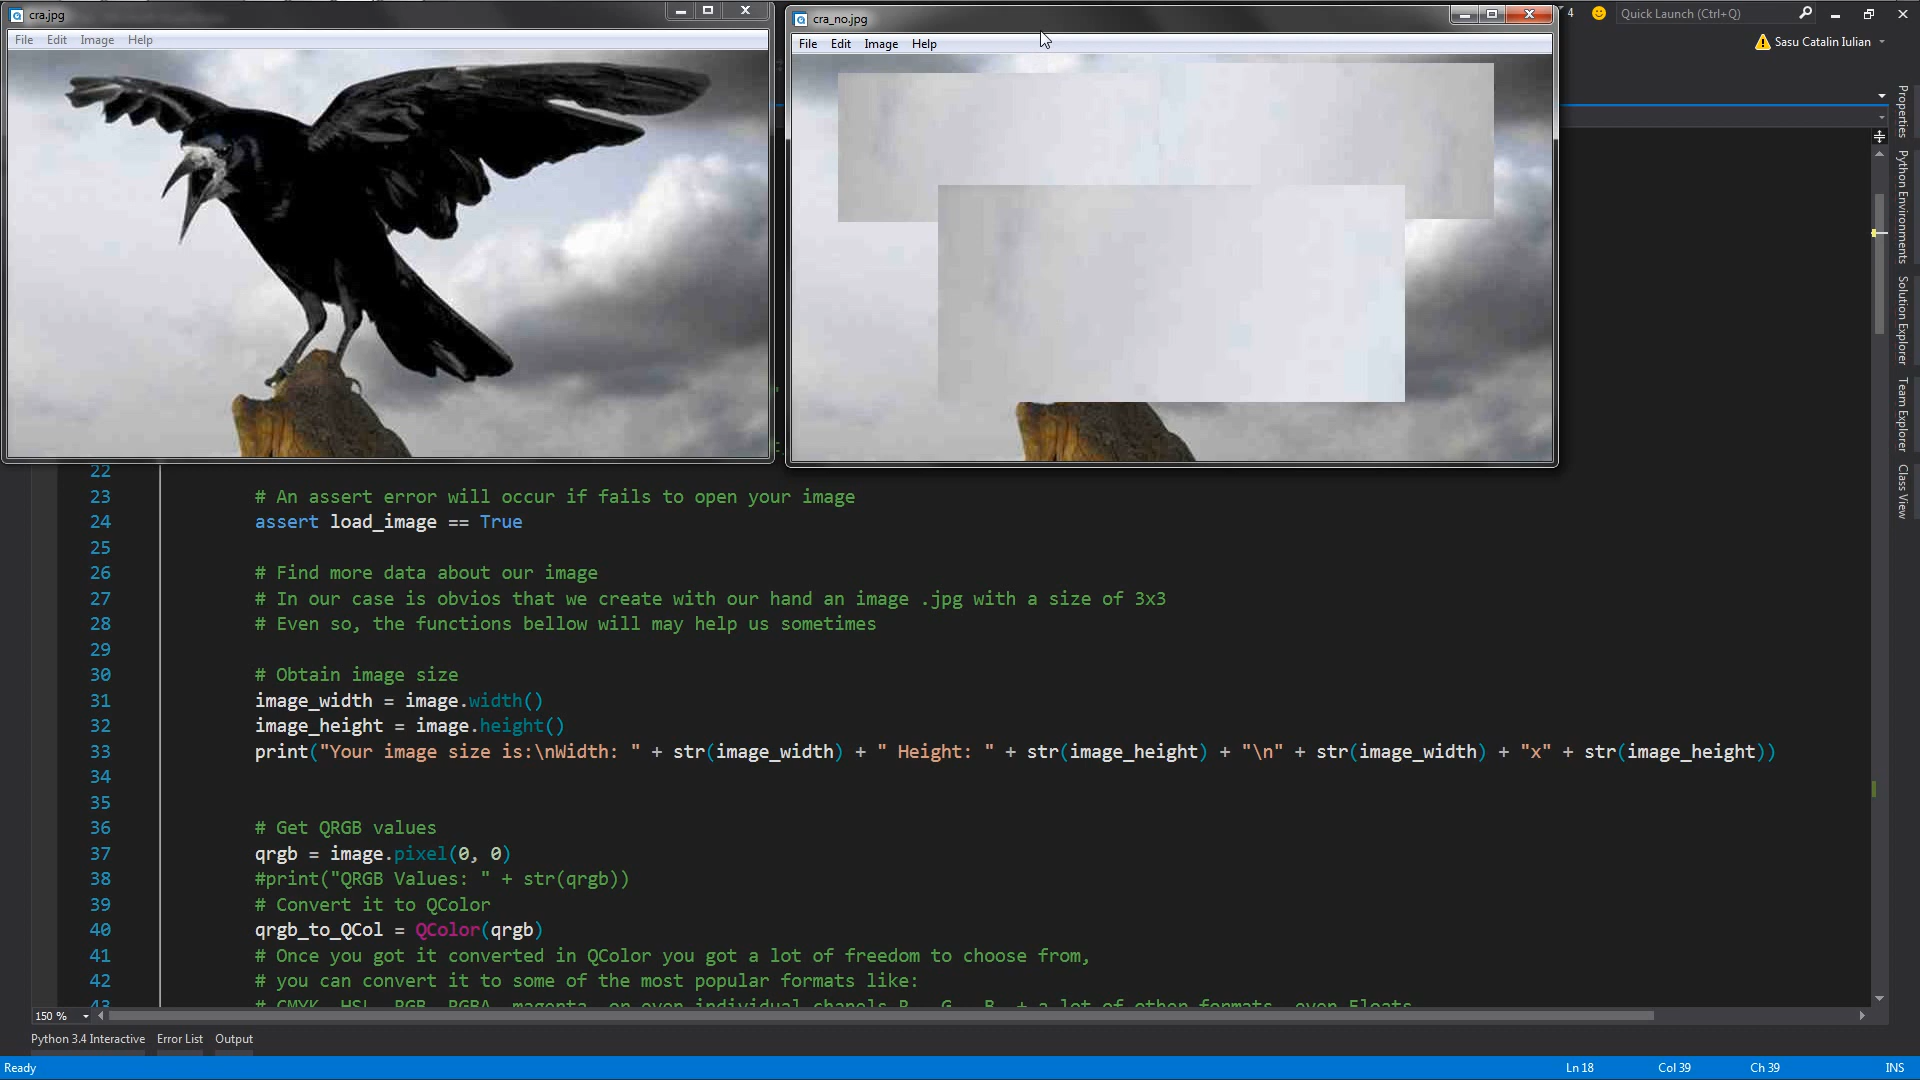 cra.jpg
File Edit Image Help
cra_no.jpg
File Edit Image Help
4
Quick Launch (Ctrl+Q)
Sasu Catalin Iulian
Properties
Python Environments
Solution Explorer
Team Explorer
Class View
22
23 # An assert error will occur if fails to open your image
24 assert load_image == True
25
26 # Find more data about our image
27 # In our case is obvios that we create with our hand an image .jpg with a size of 3x3
28 # Even so, the functions bellow will may help us sometimes
29
30 # Obtain image size
31 image_width = image.width()
32 image_height = image.height()
33 print("Your image size is:\nWidth: " + str(image_width) + " Height: " + str(image_height) + "\n" + str(image_width) + "x" + str(image_height))
34
35
36 # Get QRGB values
37 qrgb = image.pixel(0, 0)
38 #print("QRGB Values: " + str(qrgb))
39 # Convert it to QColor
40 qrgb_to_QCol = QColor(qrgb)
41 # Once you got it converted in QColor you got a lot of freedom to choose from,
42 # you can convert it to some of the most popular formats like:
43 # CMYK, HSL, RGB, RGBA, magenta, or even individual chanels R, G, B, + a lot of other formats, even Floats
150 %
Python 3.4 Interactive Error List Output
Ready Ln 18 Col 39 Ch 39 INS